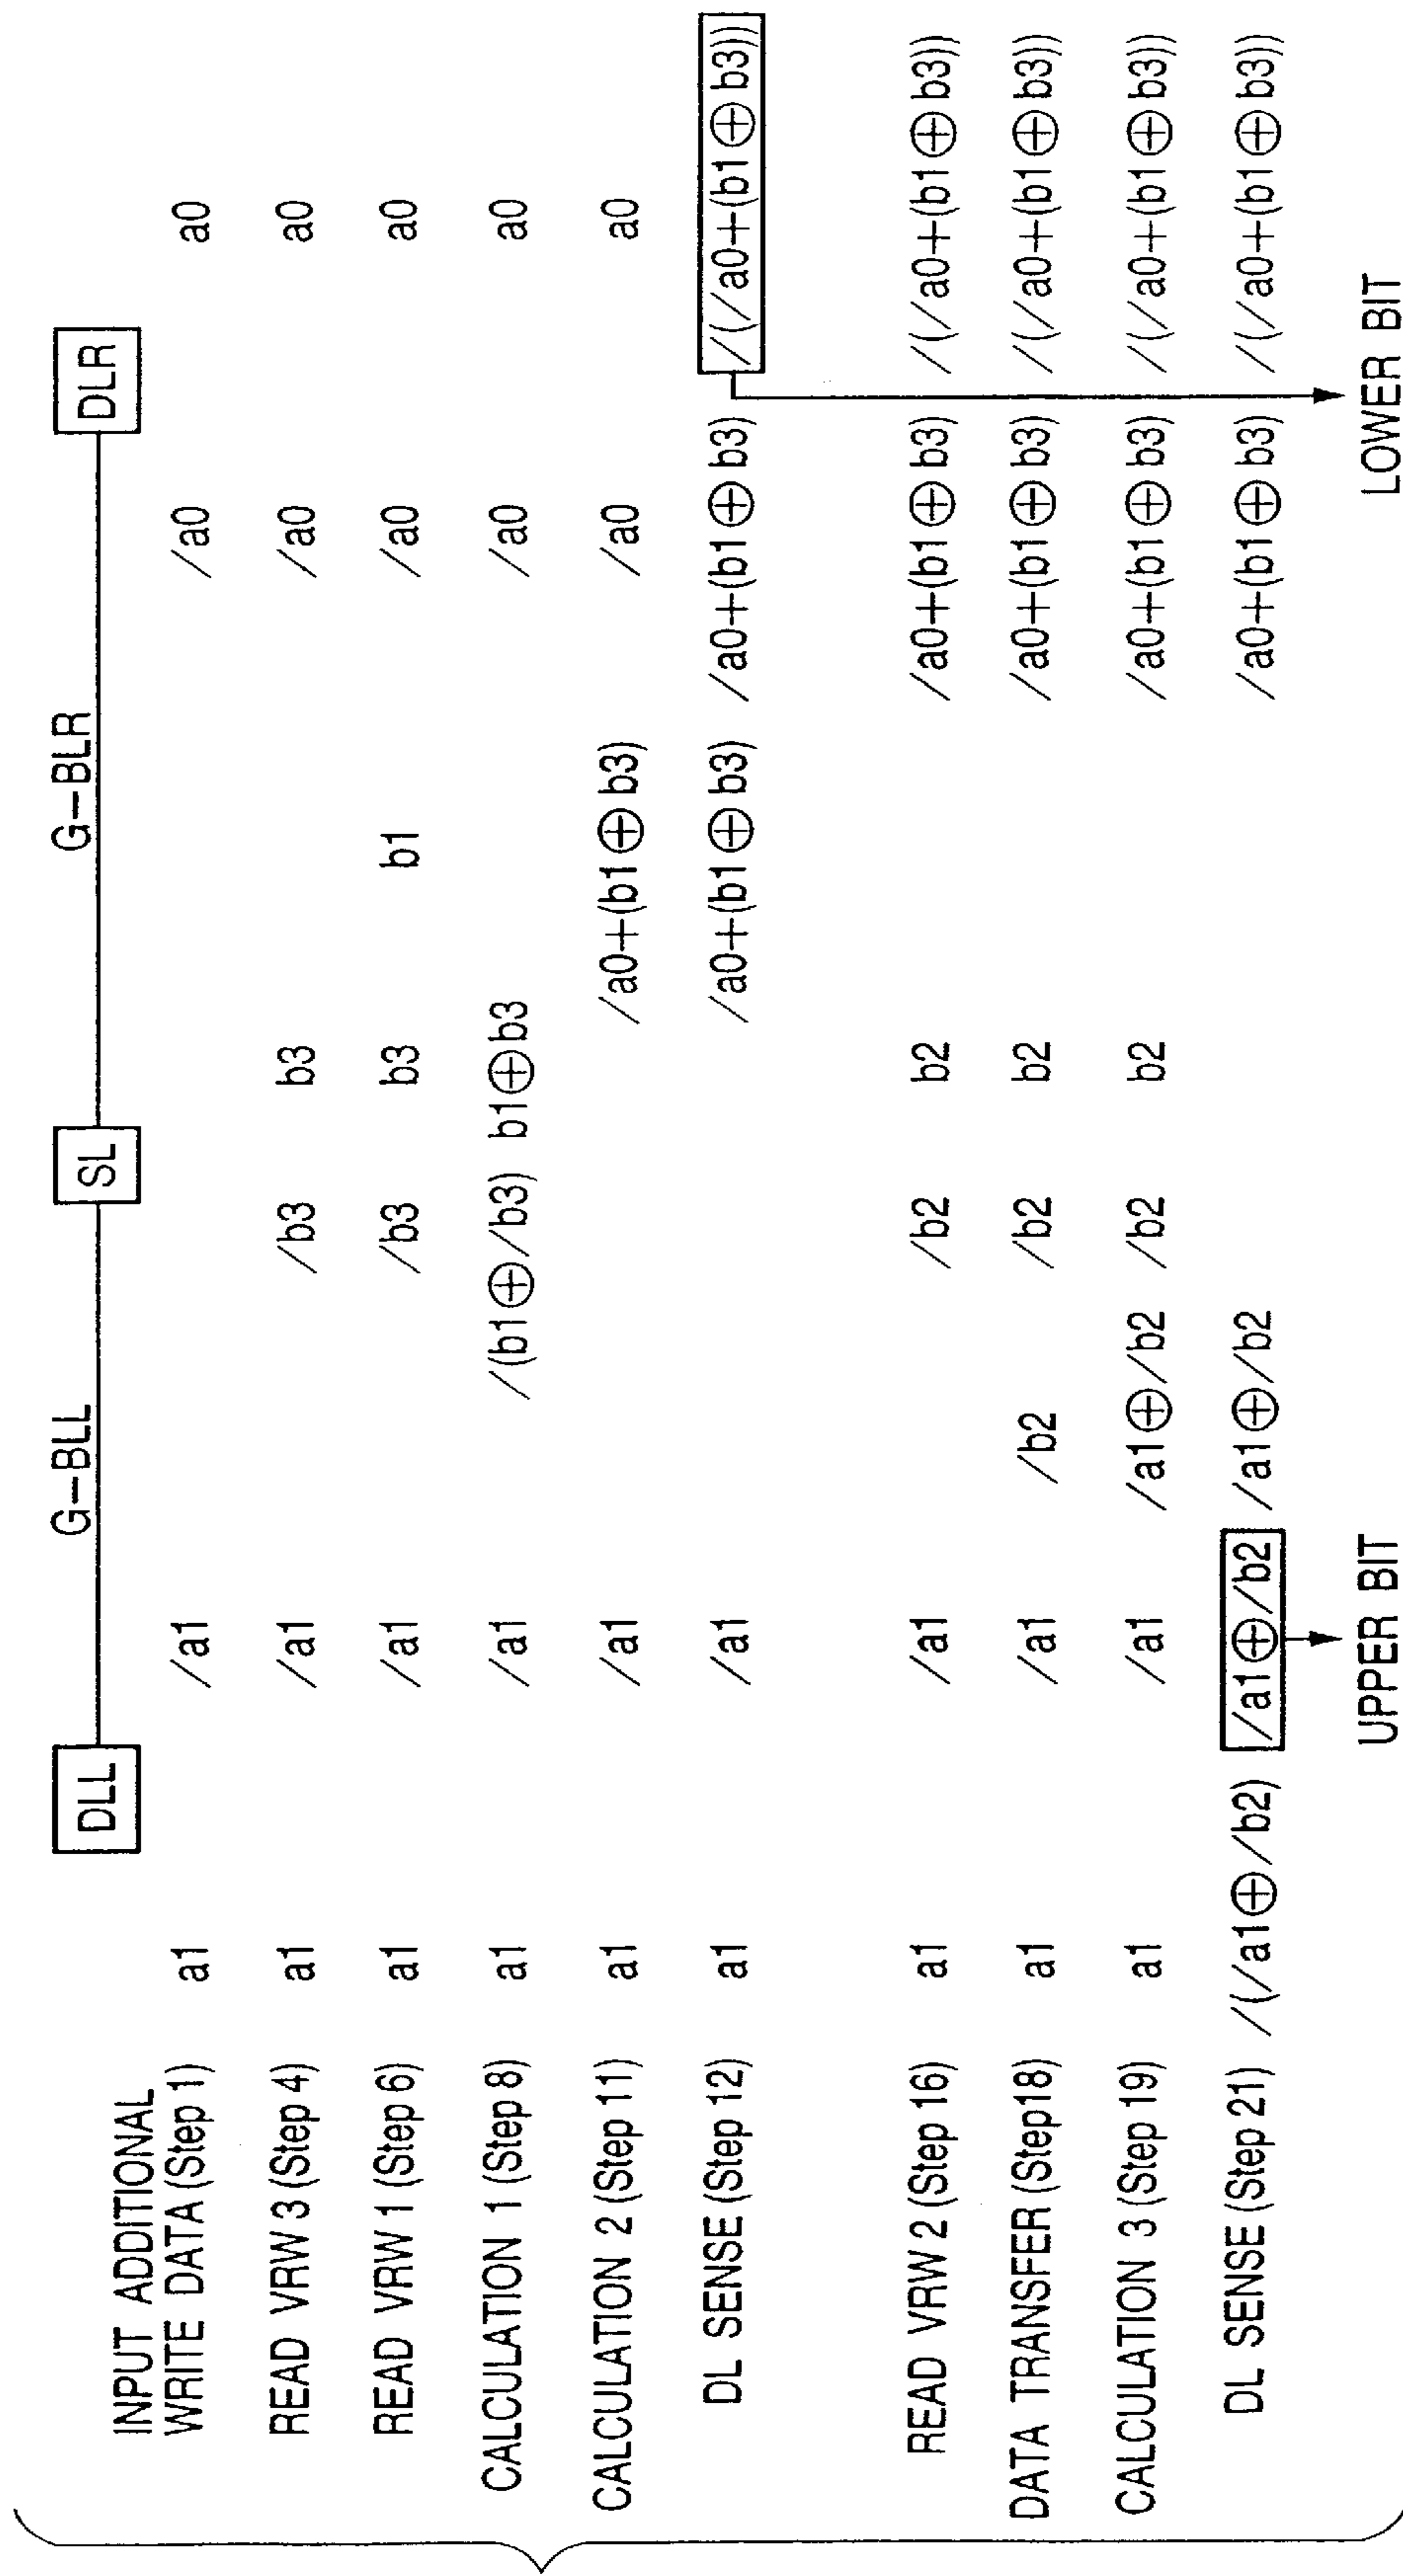 DLL G-BLL SL G-BLR DLR
INPUT ADDITIONAL
WRITE DATA (Step 1) a1 /a1 /a0 a0
READ VRW 3 (Step 4) a1 /a1 /b3 b3 /a0 a0
READ VRW 1 (Step 6) a1 /a1 /b3 b3 b1 /a0 a0
CALCULATION 1 (Step 8) a1 /a1 /(b1⊕/b3) b1⊕b3 /a0 a0
CALCULATION 2 (Step 11) a1 /a1 /a0+(b1⊕b3) /a0 a0
DL SENSE (Step 12) a1 /a1 /a0+(b1⊕b3) /a0+(b1⊕b3) /(/a0+(b1⊕b3))
READ VRW 2 (Step 16) a1 /a1 /b2 b2 /a0+(b1⊕b3) /(/a0+(b1⊕b3))
DATA TRANSFER (Step18) a1 /a1 /b2 /b2 b2 /a0+(b1⊕b3) /(/a0+(b1⊕b3))
CALCULATION 3 (Step 19) a1 /a1 /a1⊕/b2 /b2 b2 /a0+(b1⊕b3) /(/a0+(b1⊕b3))
DL SENSE (Step 21) /(/a1⊕/b2) /a1⊕/b2 /a1⊕/b2 /a0+(b1⊕b3) /(/a0+(b1⊕b3))
UPPER BIT LOWER BIT